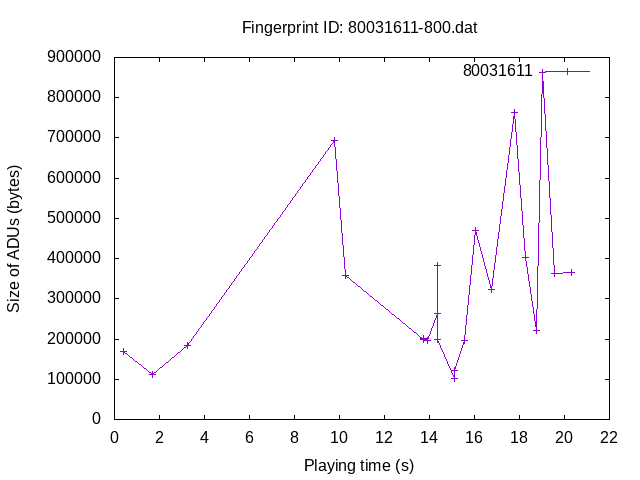 Fingerprint ID: 80031611-800.dat
900000
800000
700000
600000
500000
400000
300000
200000
100000
0
80031611
Size of ADUs (bytes)
0 2 4 6 8 10 12 14 16 18 20 22
Playing time (s)